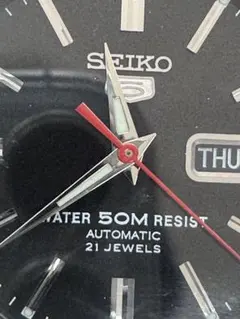 SEIKO
5
THU
WATER 50M RESIST
AUTOMATIC
21 JEWELS